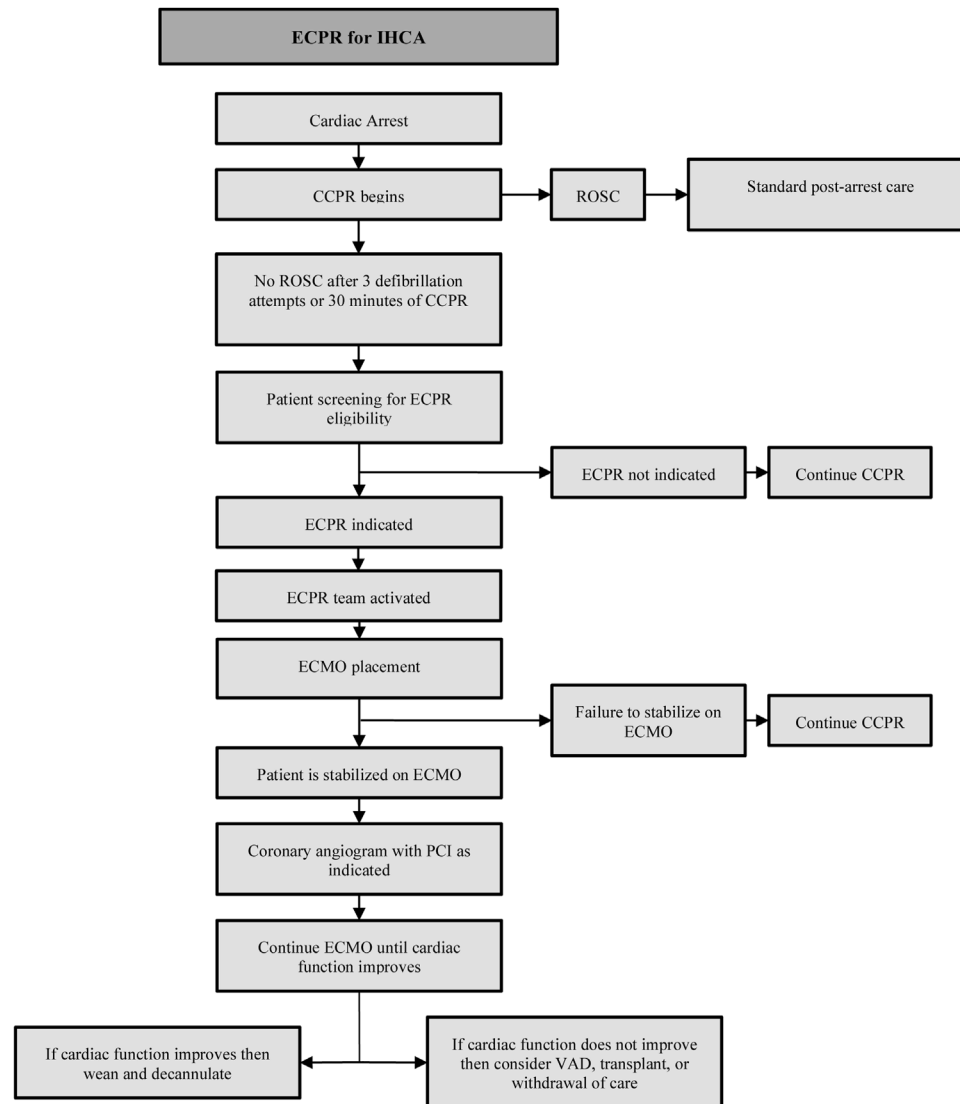 ECPR for IHCA
Cardiac Arrest
CCPR begins
ROSC
Standard post-arrest care
No ROSC after 3 defibrillation
attempts or 30 minutes of CCPR
Patient screening for ECPR
eligibility
ECPR not indicated
Continue CCPR
ECPR indicated
ECPR team activated
ECMO placement
Failure to stabilize on
ECMO
Continue CCPR
Patient is stabilized on ECMO
Coronary angiogram with PCI as
indicated
Continue ECMO until cardiac
function improves
If cardiac function improves then
wean and decannulate
If cardiac function does not improve
then consider VAD, transplant, or
withdrawal of care